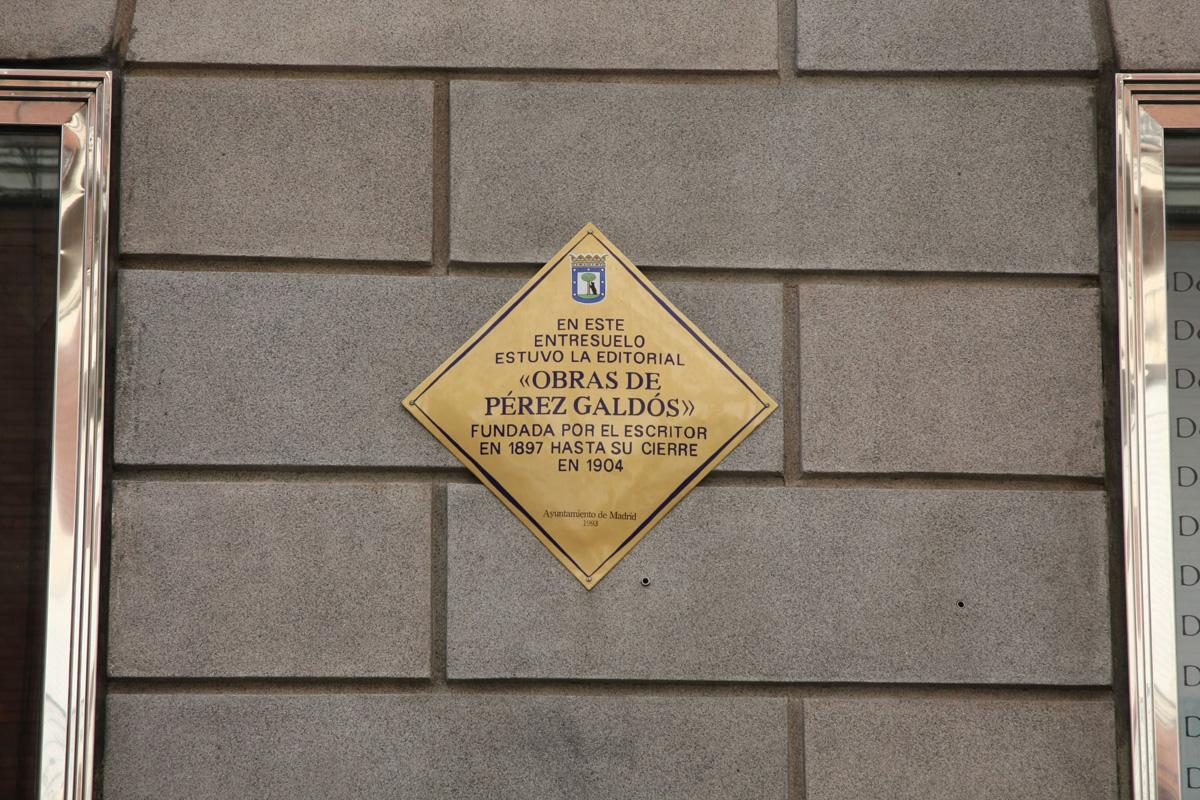 EN ESTE
ENTRESUELO
ESTUVO LA EDITORIAL
«OBRAS DE
PÉREZ GALDÓS»
FUNDADA POR EL ESCRITOR
EN 1897 HASTA SU CIERRE
EN 1904
Ayuntamiento de Madrid
1993